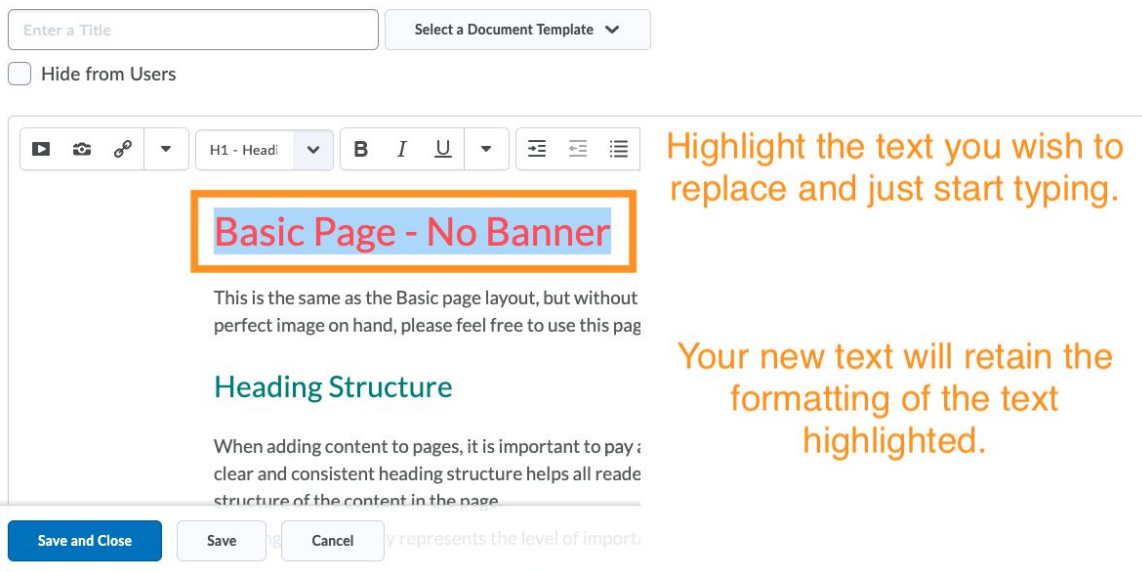 Enter a Title
Select a Document Template
Hide from Users
H1 - Headi
B I U
Highlight the text you wish to
replace and just start typing.
Basic Page - No Banner
This is the same as the Basic page layout, but without
perfect image on hand, please feel free to use this pag
Your new text will retain the
formatting of the text
highlighted.
Heading Structure
When adding content to pages, it is important to pay a
clear and consistent heading structure helps all reade
structure of the content in the page.
y represents the level of importa
Save and Close
Save
Cancel